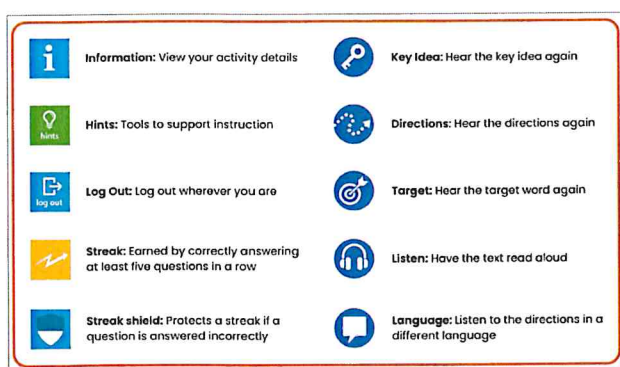 Information: View your activity details
hints
Hints: Tools to support instruction
log out
Log Out: Log out wherever you are
Streak: Earned by correctly answering
at least five questions in a row
Streak shield: Protects a streak if a
question is answered incorrectly
Key Idea: Hear the key idea again
Directions: Hear the directions again
Target: Hear the target word again
Listen: Have the text read aloud
Language: Listen to the directions in a
different language